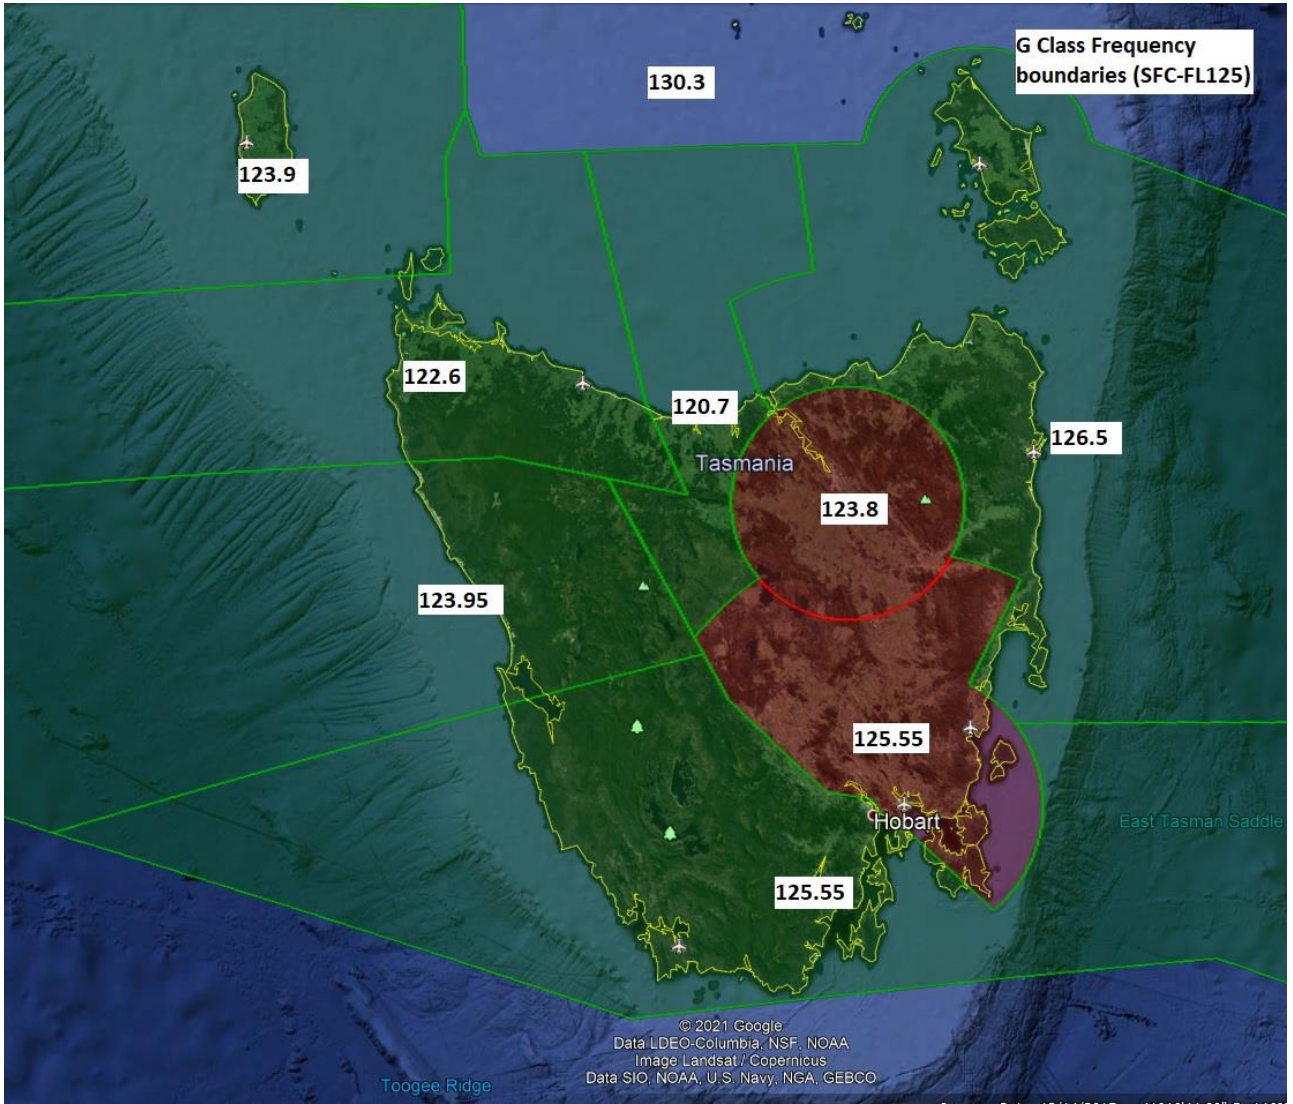 G Class Frequency
boundaries (SFC-FL125)
130.3
123.9
122.6
120.7
126.5
Tasmania
123.8
123.95
125.55
Hobart
East Tasman Saddle
125.55
© 2021 Google
Data LDEO-Columbia, NSF, NOAA
Image Landsat / Copernicus
Data SIO, NOAA, U.S. Navy, NGA, GEBCO
Toogee Ridge